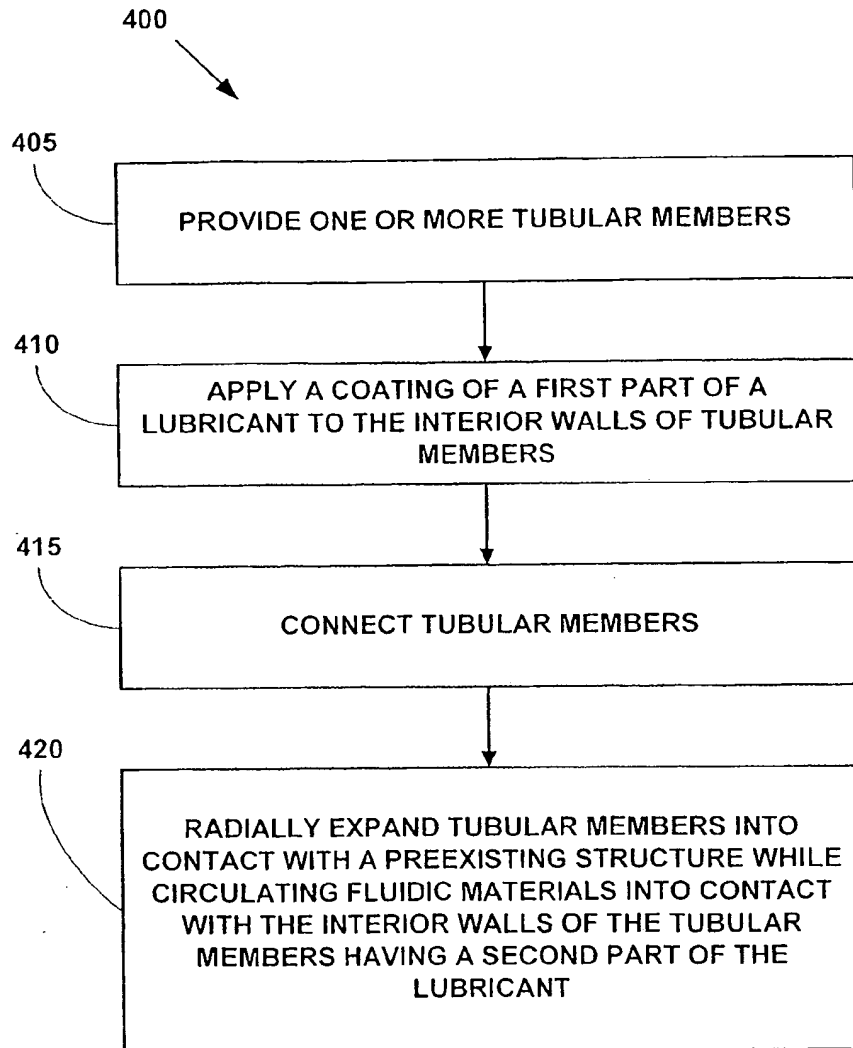 400
405
PROVIDE ONE OR MORE TUBULAR MEMBERS
410
APPLY A COATING OF A FIRST PART OF A
LUBRICANT TO THE INTERIOR WALLS OF TUBULAR
MEMBERS
415
CONNECT TUBULAR MEMBERS
420
RADIALLY EXPAND TUBULAR MEMBERS INTO
CONTACT WITH A PREEXISTING STRUCTURE WHILE
CIRCULATING FLUIDIC MATERIALS INTO CONTACT
WITH THE INTERIOR WALLS OF THE TUBULAR
MEMBERS HAVING A SECOND PART OF THE
LUBRICANT